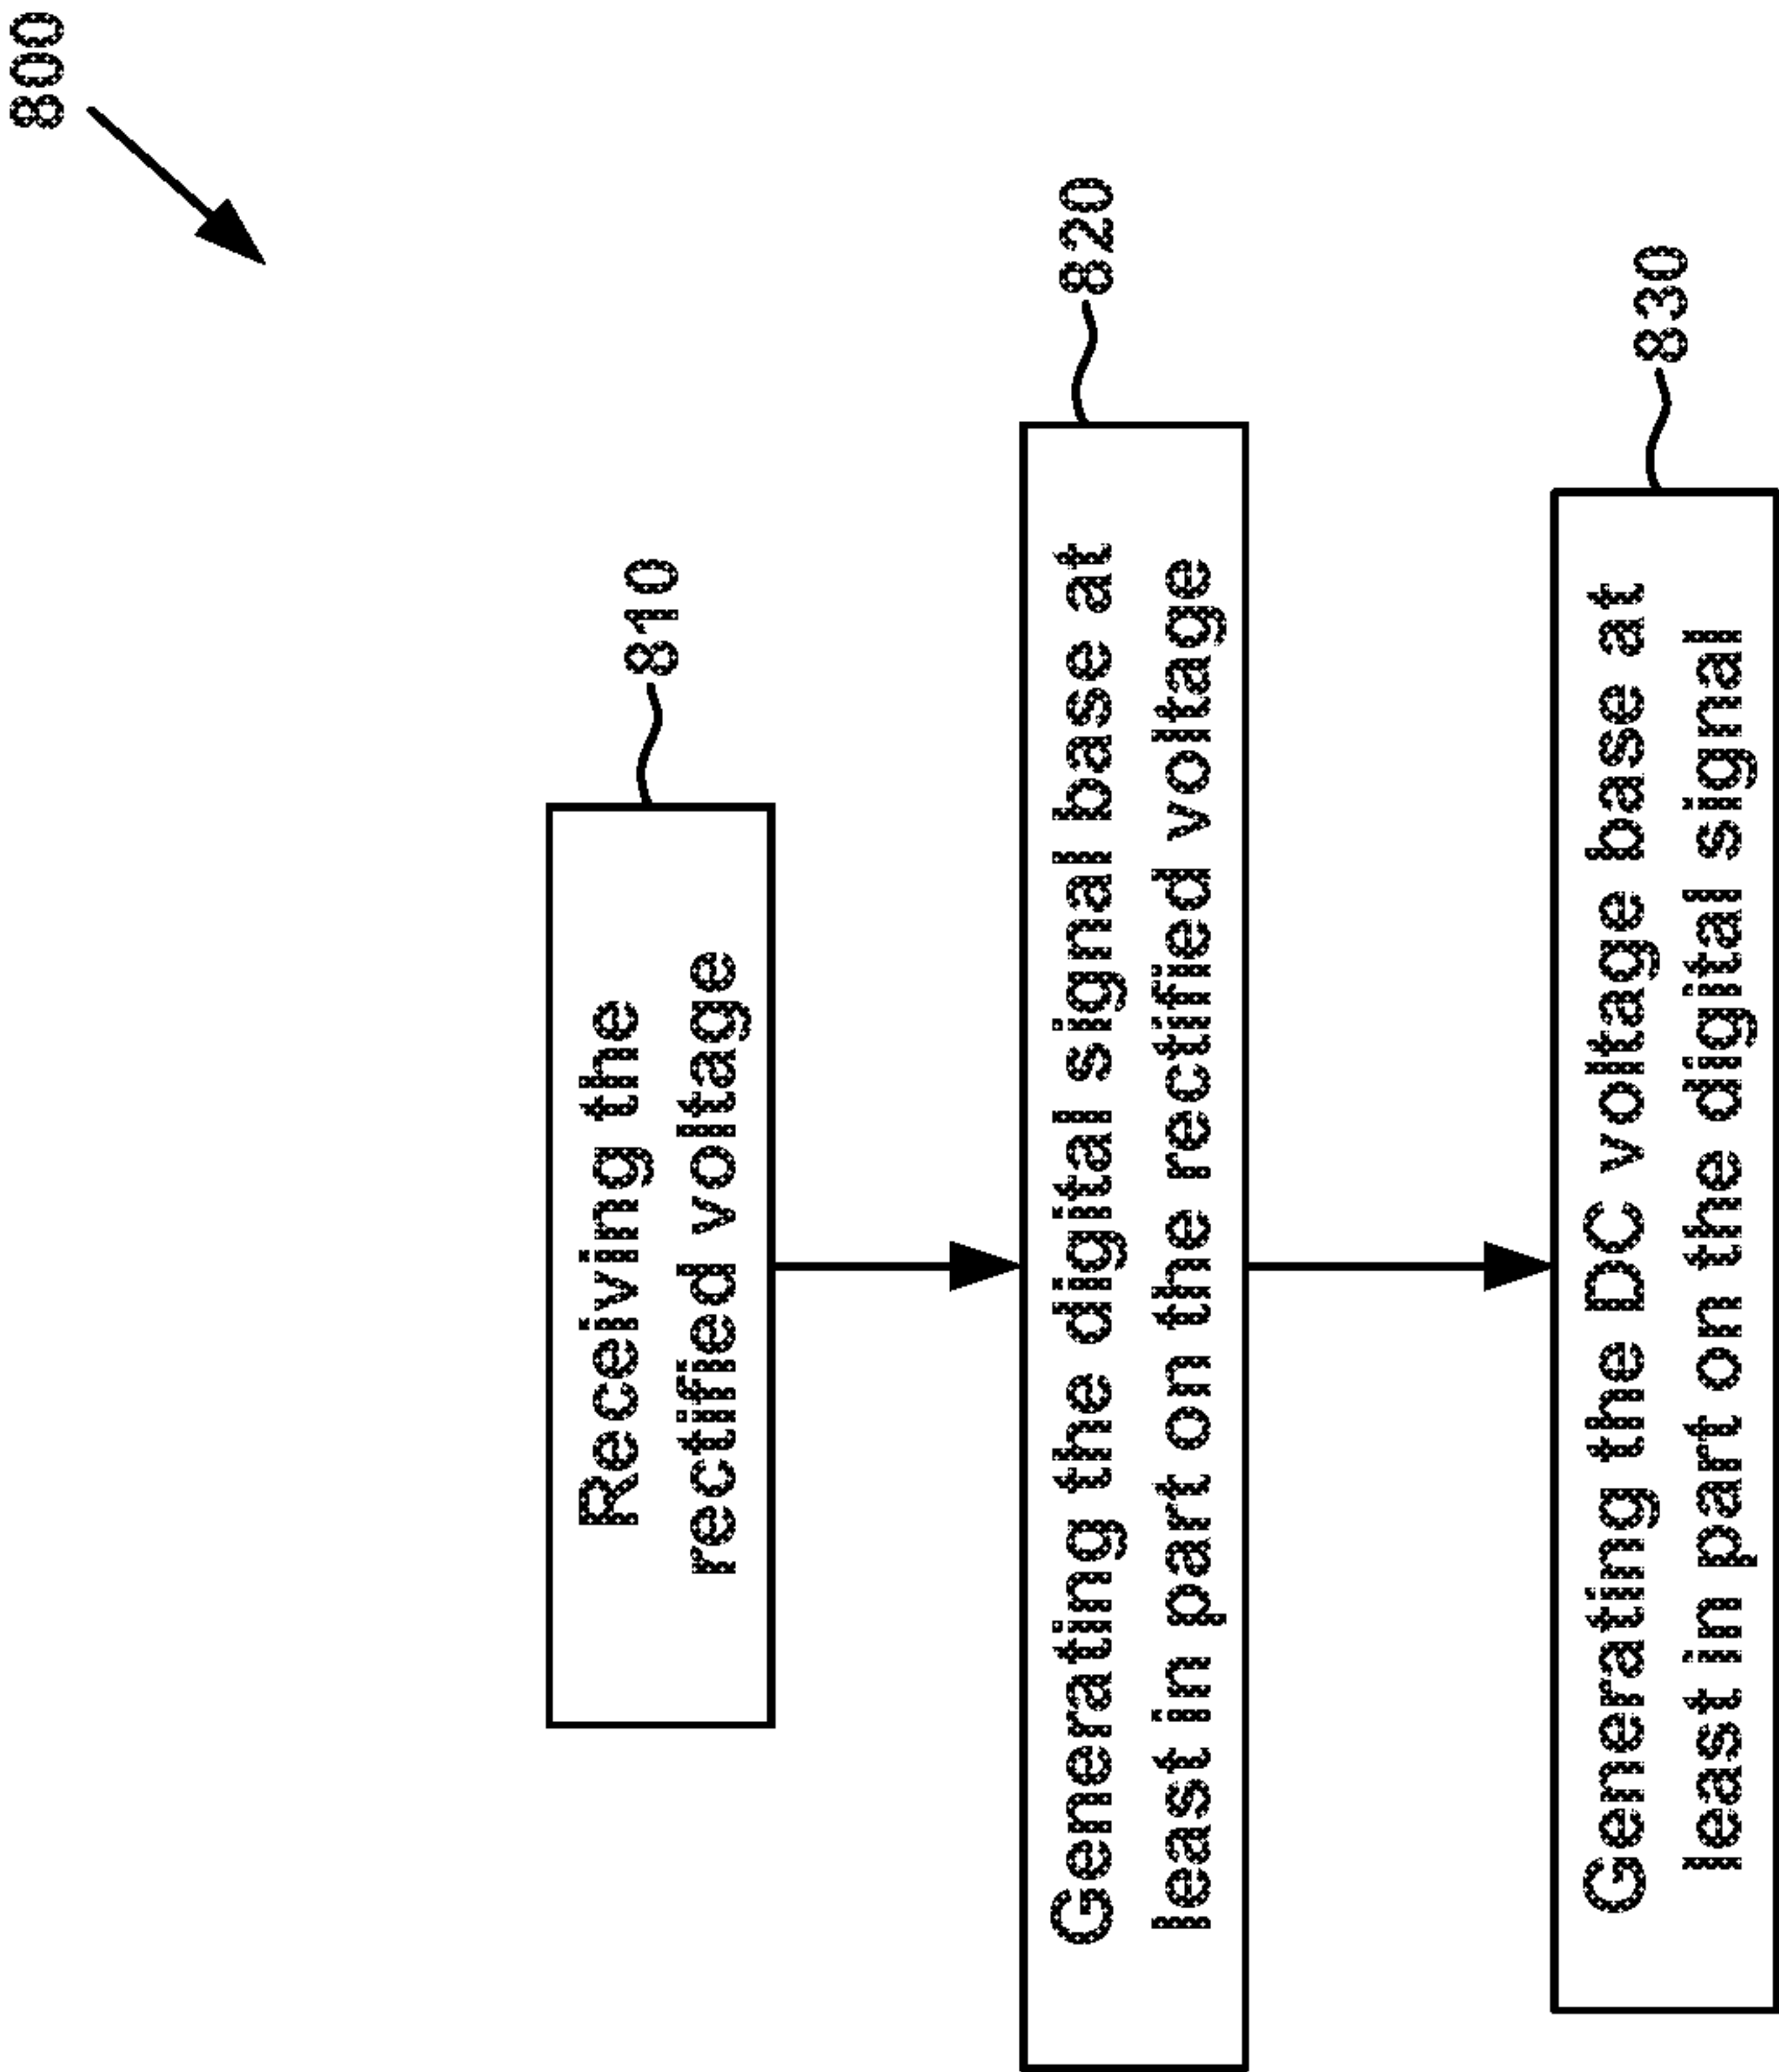 800
810
Receiving the
rectified voltage
820
Generating the digital signal base at
least in part on the rectified voltage
830
Generating the DC voltage base at
least in part on the digital signal